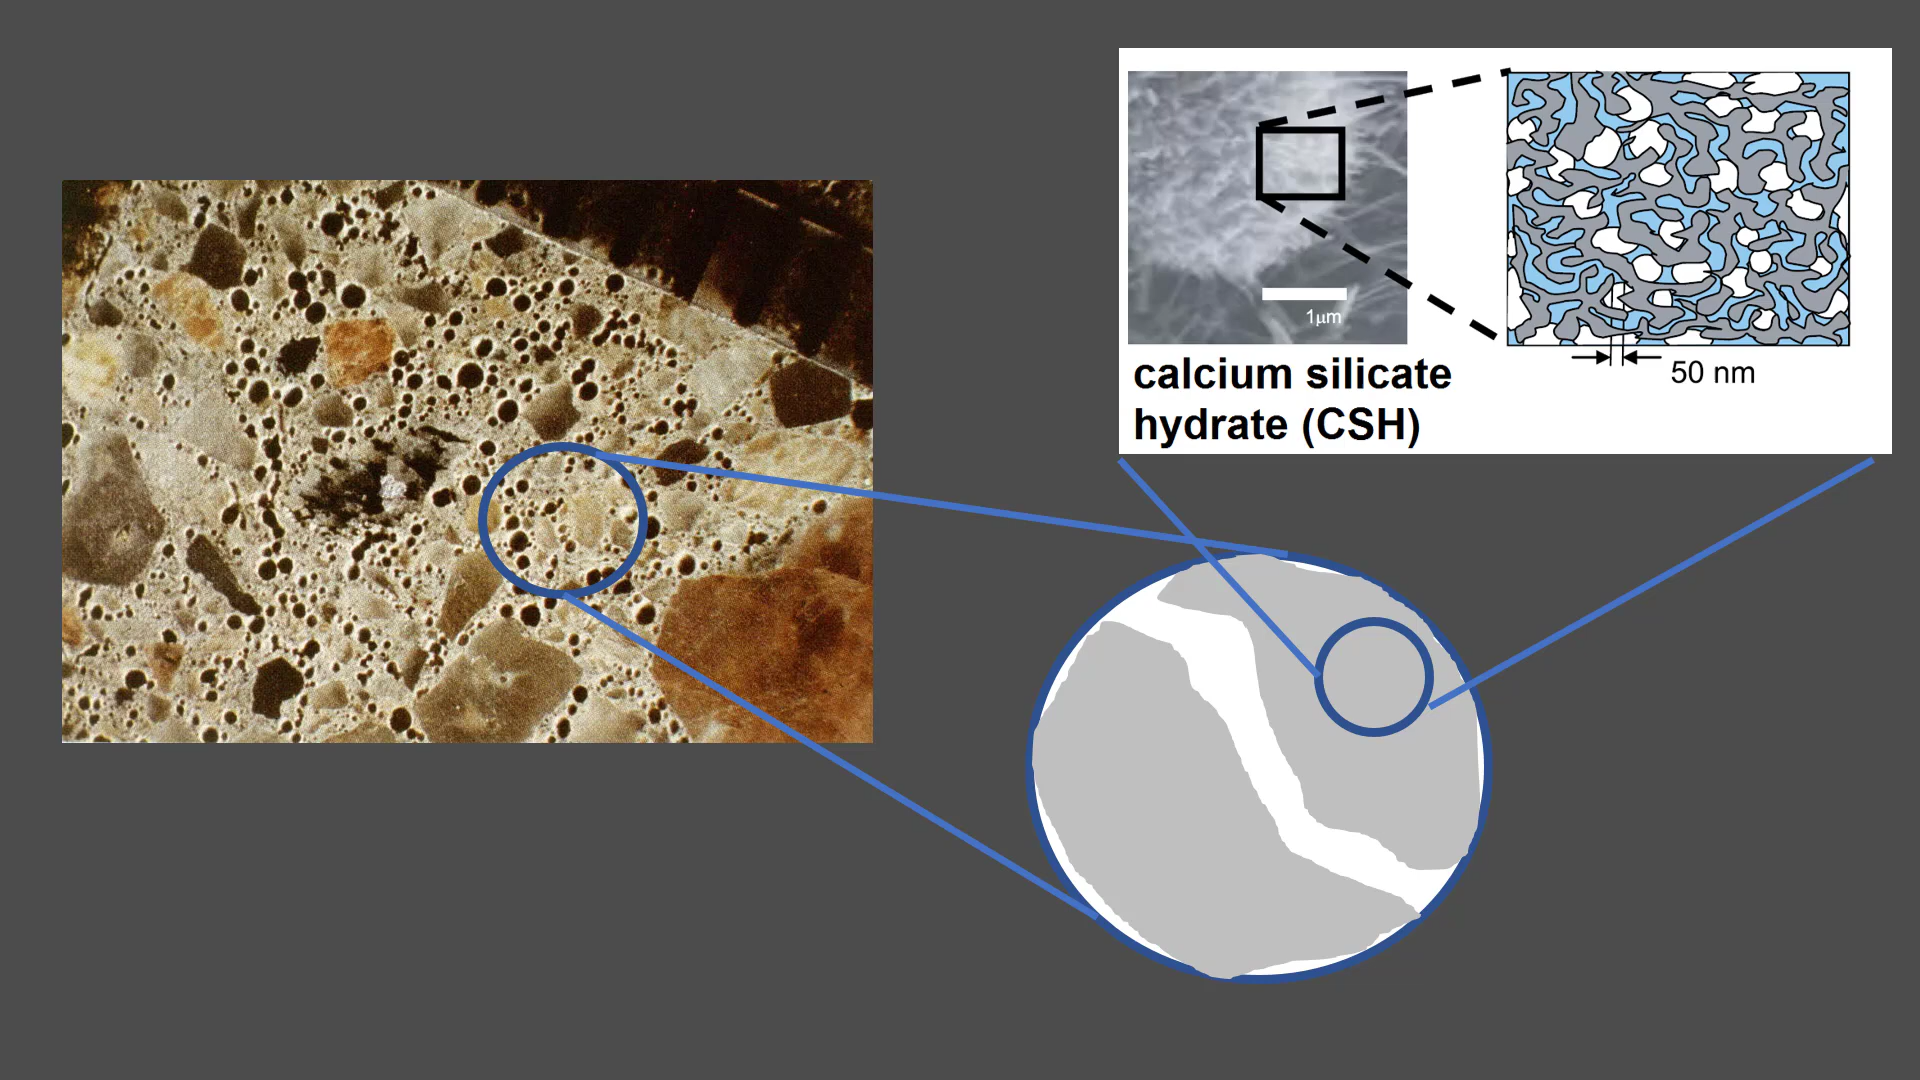 1μm
50 nm
calcium silicate
hydrate (CSH)